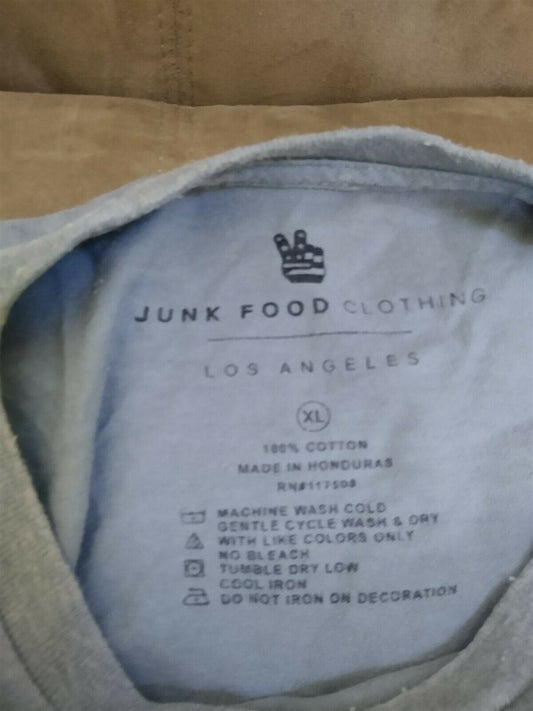 JUNK FOOD CLOTHING
LOS ANGELES
XL
100% COTTON
MADE IN HONDURAS
RN#117508
MACHINE WASH COLD
GENTLE CYCLE WASH & DRY
WITH LIKE COLORS ONLY
NO BLEACH
TUMBLE DRY LOW
COOL IRON
DO NOT IRON ON DECORATION